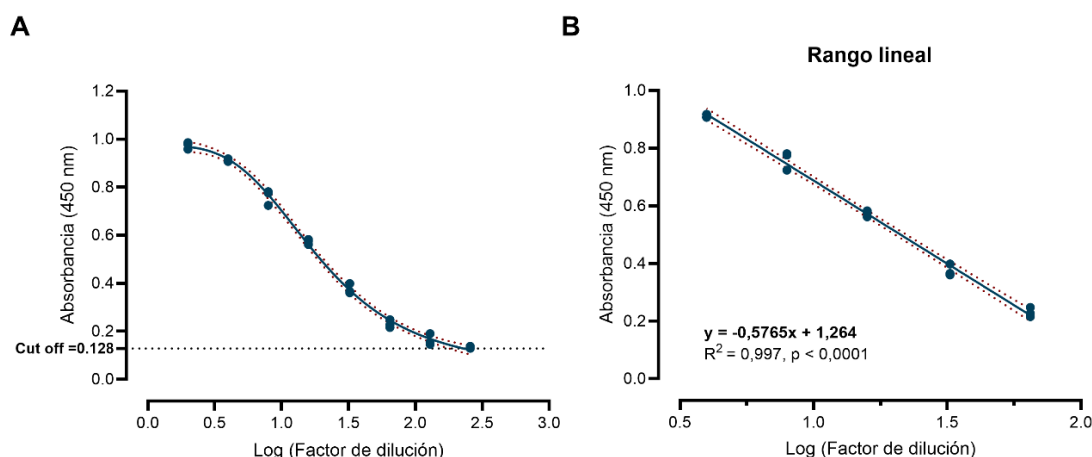 A
Absorbancia (450 nm)
1.2
1.0
0.8
0.6
0.4
0.2
0.0
Cut off =0.128
0.0 0.5 1.0 1.5 2.0 2.5 3.0
Log (Factor de dilución)
B
Rango lineal
Absorbancia (450 nm)
1.0
0.8
0.6
0.4
0.2
0.0
y = -0,5765x + 1,264
R² = 0,997, p < 0,0001
0.5 1.0 1.5 2.0
Log (Factor de dilución)